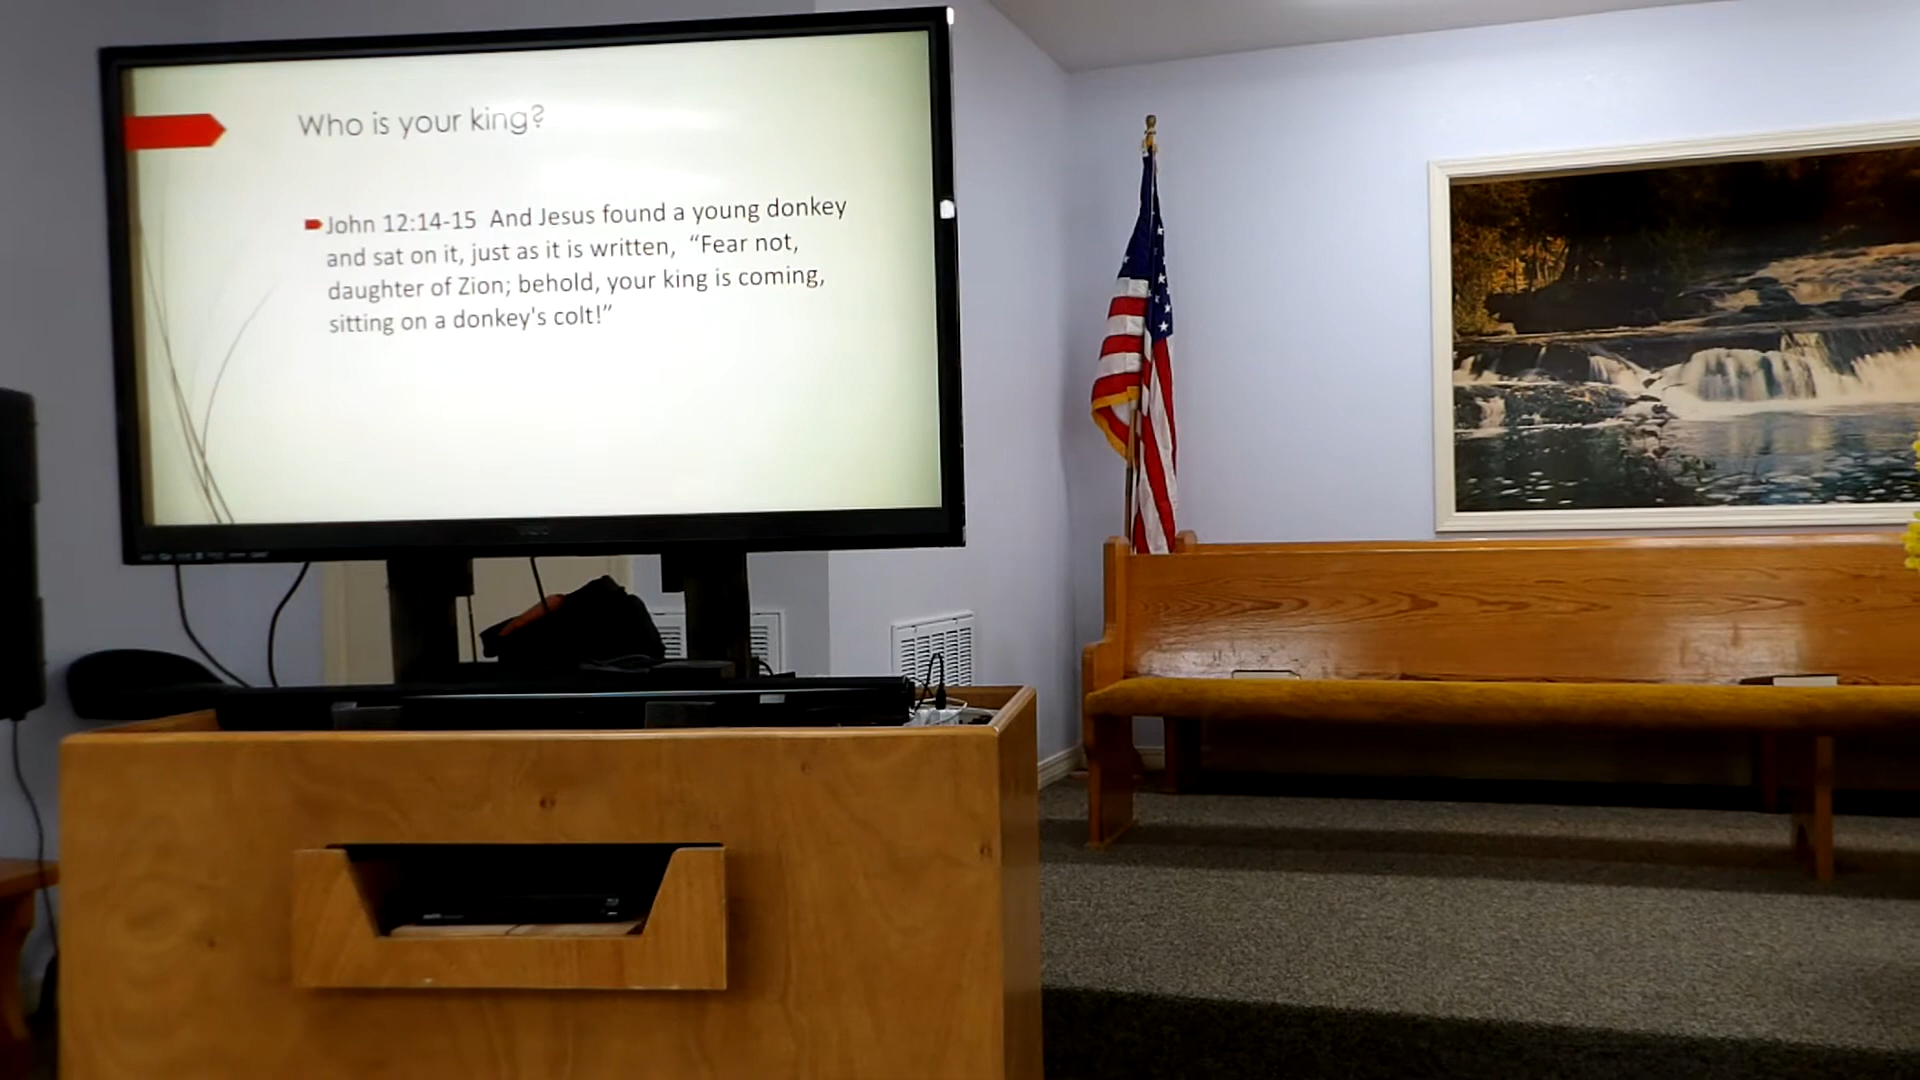 Who is your king?
John 12:14-15 And Jesus found a young donkey
and sat on it, just as it is written, “Fear not,
daughter of Zion; behold, your king is coming,
sitting on a donkey's colt!”